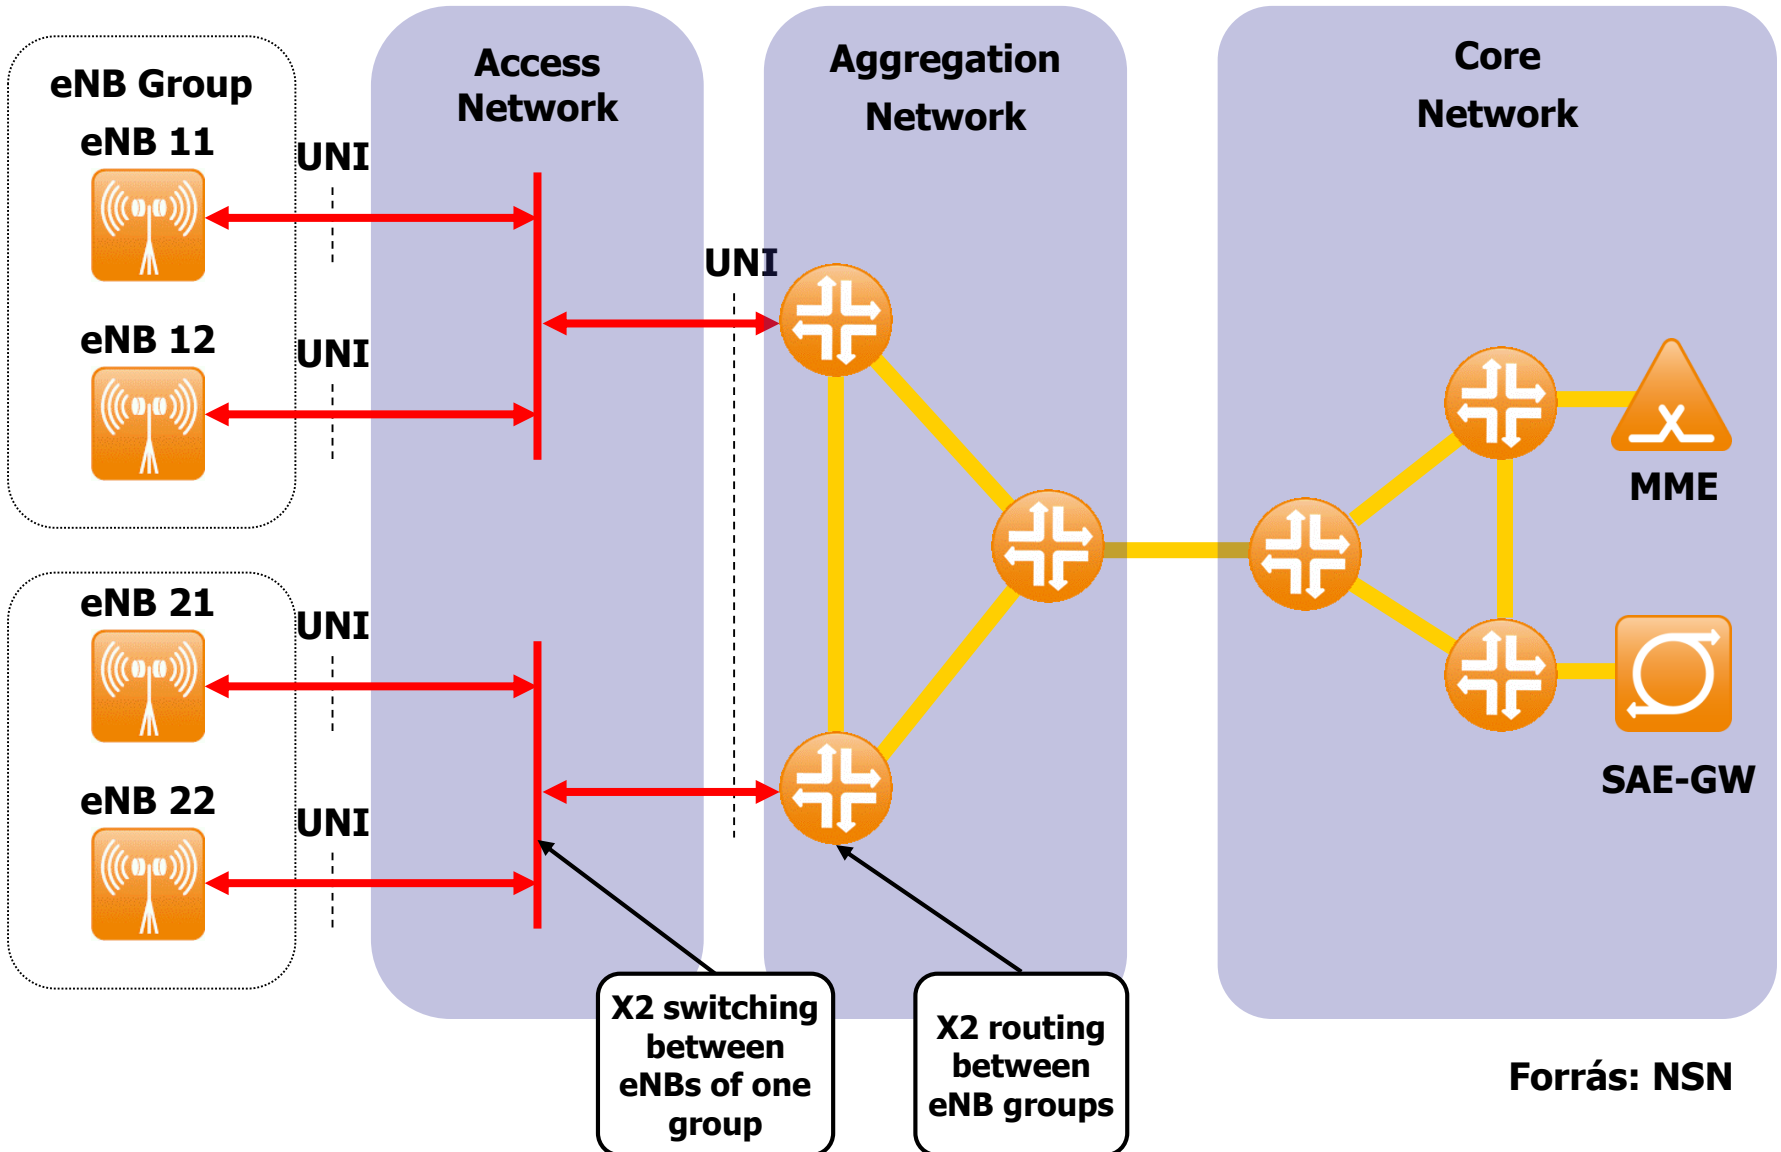 eNB Group
eNB 11
eNB 12
eNB 21
eNB 22
UNI
UNI
UNI
UNI
Access
Network
UNI
Aggregation
Network
Core
Network
MME
SAE-GW
X2 switching
between
eNBs of one
group
X2 routing
between
eNB groups
Forrás: NSN